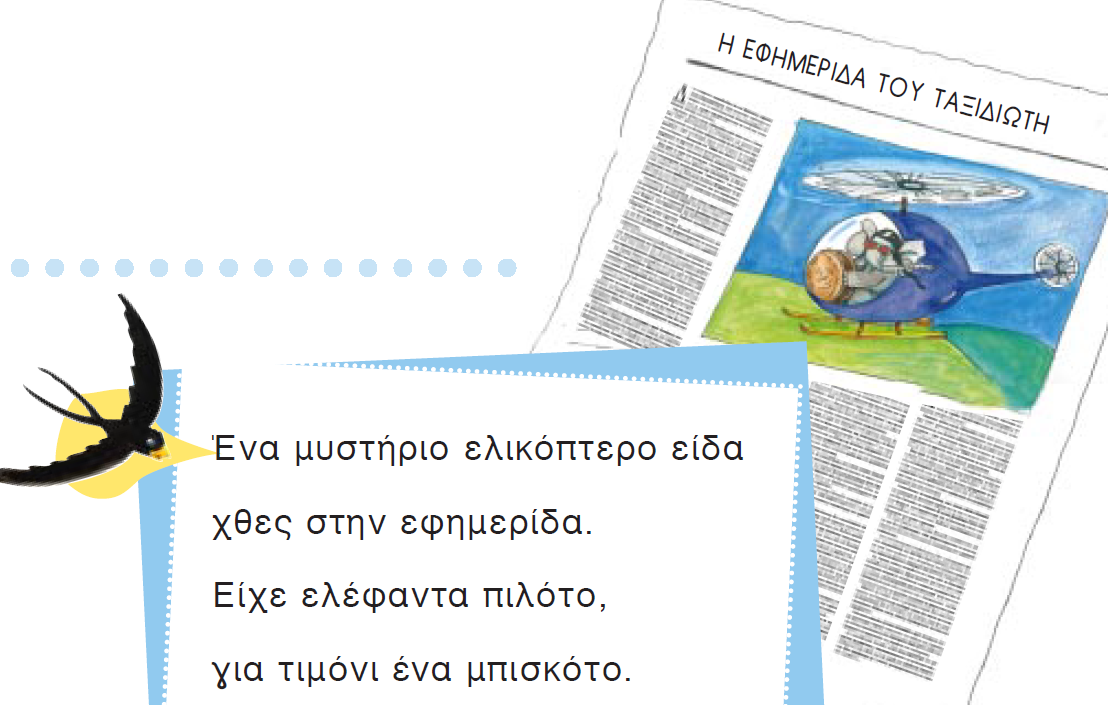 Η ΕΦΗΜΕΡΙΔΑ ΤΟΥ ΤΑΞΙΔΙΩΤΗ
Ένα μυστήριο ελικόπτερο είδα
χθες στην εφημερίδα.
Είχε ελέφαντα πιλότο,
για τιμόνι ένα μπισκότο.